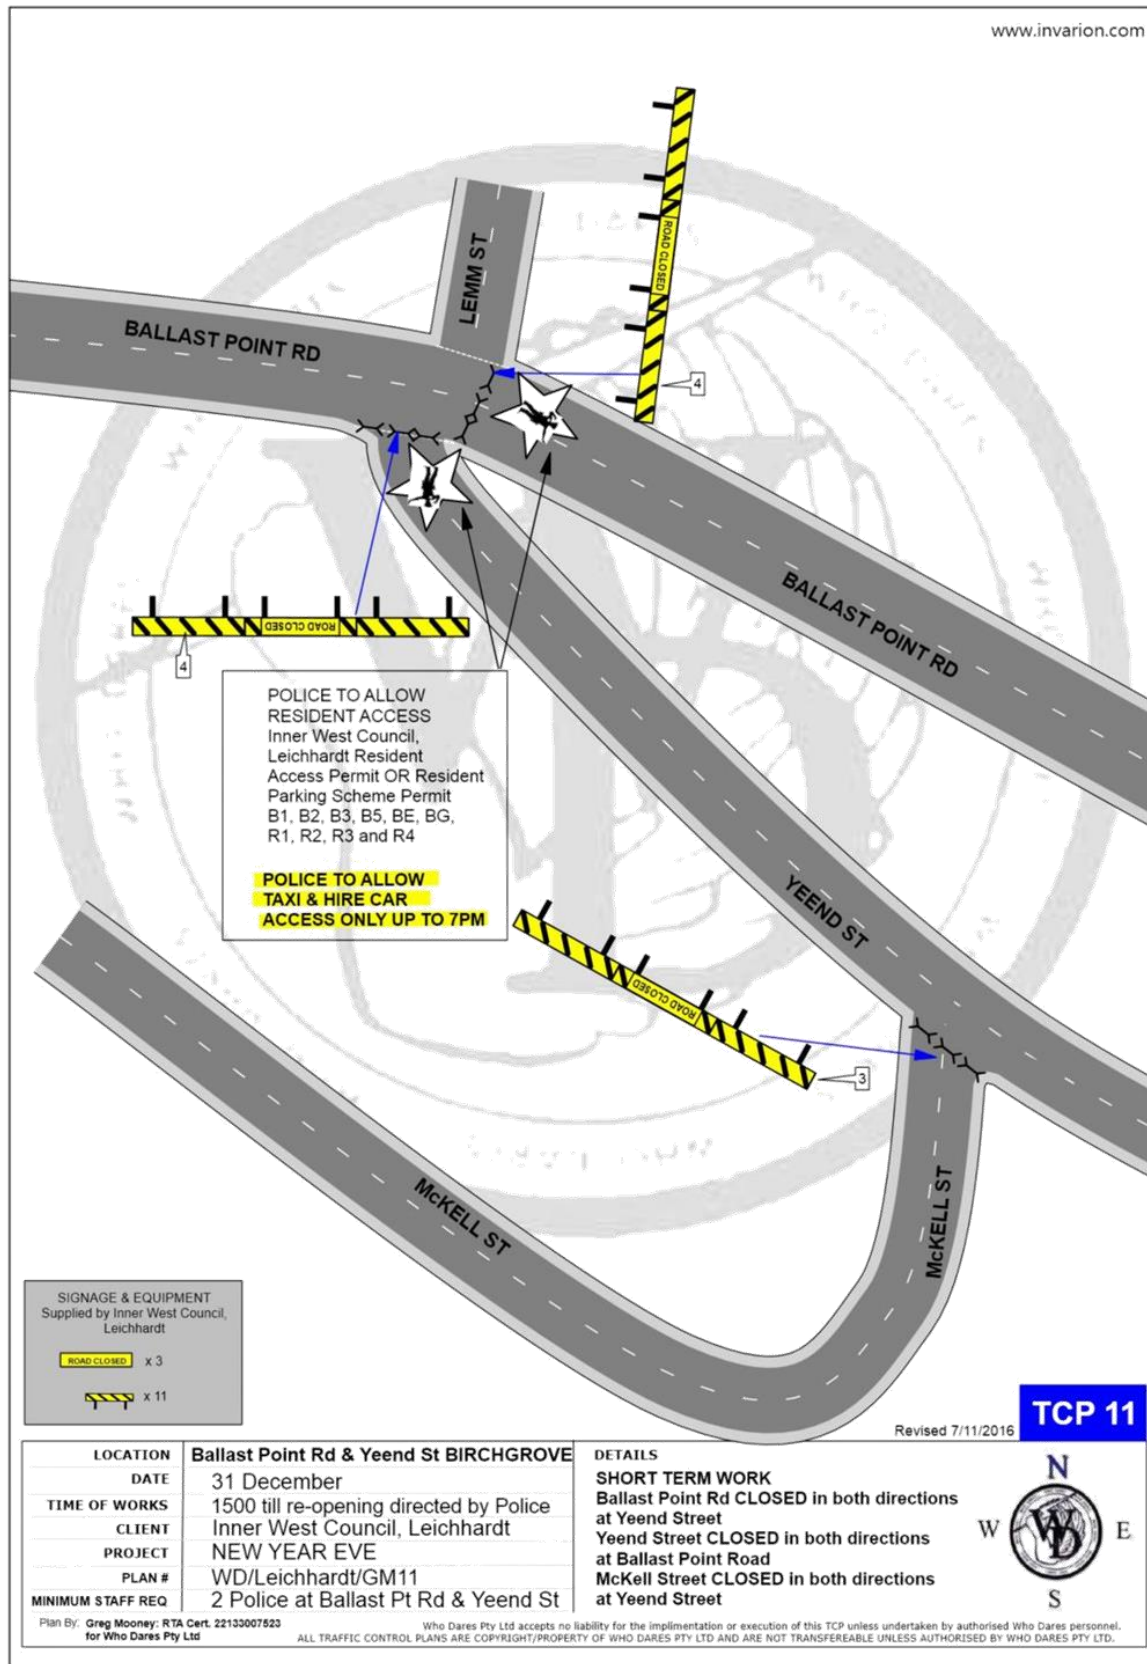 www.invarion.com
ROAD CLOSED
4
LEMM ST
BALLAST POINT RD
BALLAST POINT RD
ROAD CLOSED
4
POLICE TO ALLOW
RESIDENT ACCESS
Inner West Council,
Leichhardt Resident
Access Permit OR Resident
Parking Scheme Permit
B1, B2, B3, B5, BE, BG,
R1, R2, R3 and R4
POLICE TO ALLOW
TAXI & HIRE CAR
ACCESS ONLY UP TO 7PM
YEEND ST
ROAD CLOSED
3
McKELL ST
McKELL ST
SIGNAGE & EQUIPMENT
Supplied by Inner West Council,
Leichhardt
ROAD CLOSED x 3
x 11
Revised 7/11/2016
TCP 11
LOCATION Ballast Point Rd & Yeend St BIRCHGROVE
DATE 31 December
TIME OF WORKS 1500 till re-opening directed by Police
CLIENT Inner West Council, Leichhardt
PROJECT NEW YEAR EVE
PLAN # WD/Leichhardt/GM11
MINIMUM STAFF REQ 2 Police at Ballast Pt Rd & Yeend St
DETAILS
SHORT TERM WORK
Ballast Point Rd CLOSED in both directions
at Yeend Street
Yeend Street CLOSED in both directions
at Ballast Point Road
McKell Street CLOSED in both directions
at Yeend Street
N
W
WD
E
S
Plan By: Greg Mooney: RTA Cert. 22133007523
for Who Dares Pty Ltd
Who Dares Pty Ltd accepts no liability for the implimentation or execution of this TCP unless undertaken by authorised Who Dares personnel.
ALL TRAFFIC CONTROL PLANS ARE COPYRIGHT/PROPERTY OF WHO DARES PTY LTD AND ARE NOT TRANSFEREABLE UNLESS AUTHORISED BY WHO DARES PTY LTD.